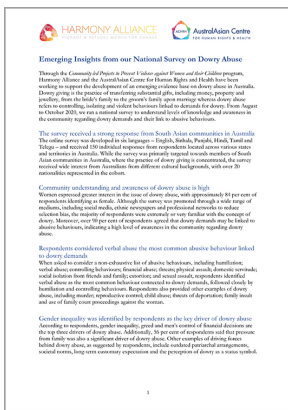 HARMONY ALLIANCE
AustralAsian Centre
FOR HUMAN RIGHTS & HEALTH
Emerging Insights from our National Survey on Dowry Abuse
Through the Community-led Projects to Prevent Violence against Women and their Children program,
Harmony Alliance and the AustralAsian Centre for Human Rights and Health have been
working to support the development of an emerging evidence base on dowry abuse in Australia.
Dowry giving is the practice of transferring substantial gifts, including money, property and
jewellery, from the bride's family to the groom's family upon marriage whereas dowry abuse
refers to controlling, isolating and violent behaviours linked to demands for dowry. From August
to October 2020, we ran a national survey to understand levels of knowledge and awareness in
the community regarding dowry demands and their link to abusive behaviours.
The survey received a strong response from South Asian communities in Australia
The online survey was developed in six languages – English, Sinhala, Punjabi, Hindi, Tamil and
Telugu – and received 150 individual responses from respondents located across various states
and territories in Australia. While the survey was primarily targeted towards members of South
Asian communities in Australia, where the practice of dowry giving is concentrated, the survey
received wide interest from Australians from different cultural backgrounds, with over 20
nationalities represented in the cohort.
Community understanding and awareness of dowry abuse is high
Women expressed greater interest in the issue of dowry abuse, with approximately 84 per cent of
respondents identifying as female. Although the survey was promoted through a wide range of
mediums, including social media, ethnic newspapers and professional networks to reduce
selection bias, the majority of respondents were extremely or very familiar with the concept of
dowry. Moreover, over 90 per cent of respondents agreed that dowry demands may be linked to
abusive behaviours, indicating a high level of awareness in the community regarding dowry
abuse.
Respondents considered verbal abuse the most common abusive behaviour linked
to dowry demands
When asked to consider a non-exhaustive list of abusive behaviours, including humiliation;
verbal abuse; controlling behaviours; financial abuse; threats; physical assault; domestic servitude;
social isolation from friends and family; coercion; and sexual assault, respondents identified
verbal abuse as the most common behaviour connected to dowry demands, followed closely by
humiliation and controlling behaviours. Respondents also provided other examples of dowry
abuse, including murder; reproductive control; child abuse; threats of deportation; family insult
and use of family court proceedings against the woman.
Gender inequality was identified by respondents as the key driver of dowry abuse
According to respondents, gender inequality, greed and men's control of financial decisions are
the top three drivers of dowry abuse. Additionally, 56 per cent of respondents said that pressure
from family was also a significant driver of dowry abuse. Other examples of driving forces
behind dowry abuse, as suggested by respondents, include outdated patriarchal arrangements,
societal norms, long-term customary expectation and the perception of dowry as a status symbol.
1